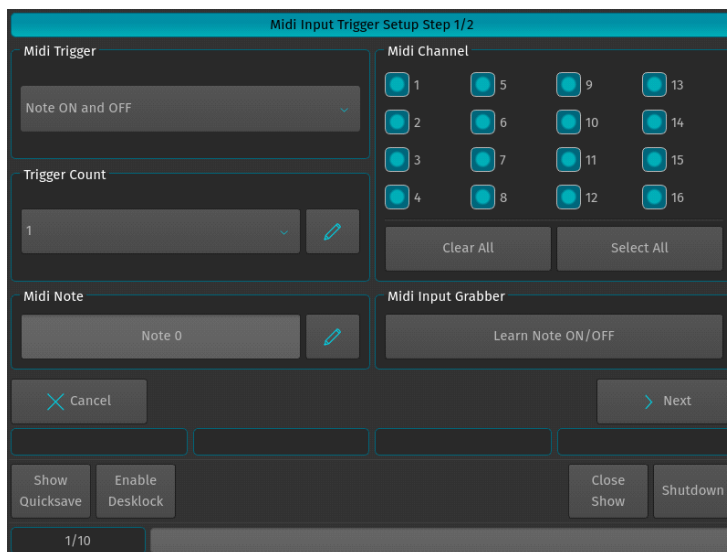 Midi Input Trigger Setup Step 1/2
Midi Trigger
Note ON and OFF
Trigger Count
1
Midi Note
Note 0
Midi Channel
1 5 9 13
2 6 10 14
3 7 11 15
4 8 12 16
Clear All
Select All
Midi Input Grabber
Learn Note ON/OFF
Cancel
Next
Show
Quicksave
Enable
Desklock
Close
Show
Shutdown
1/10